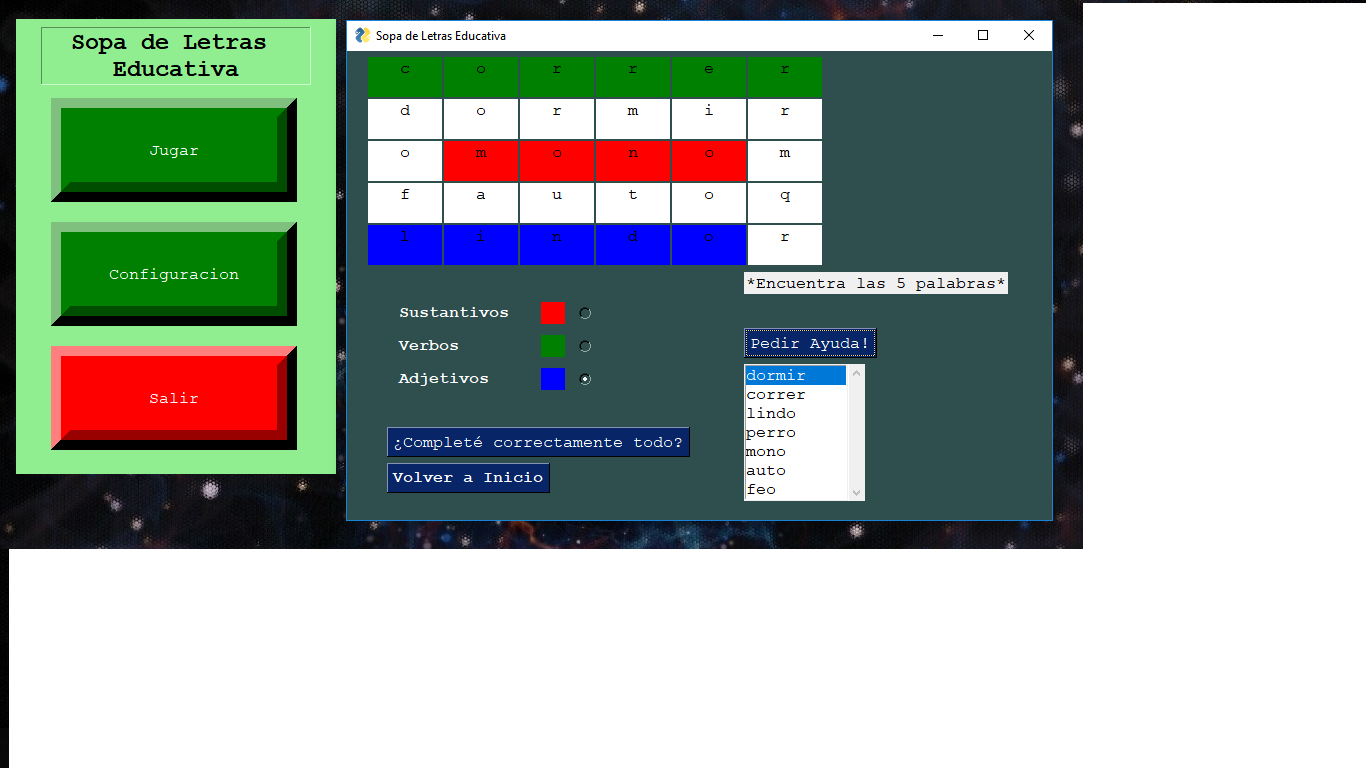 Sopa de Letras
Educativa
Jugar
Configuracion
Salir
Sopa de Letras Educativa
c o r r e r
d o r m i r
o m o n o m
f a u t o q
l i n d o r
*Encuentra las 5 palabras*
Sustantivos
Verbos
Adjetivos
¿Completé correctamente todo?
Volver a Inicio
Pedir Ayuda!
dormir
correr
lindo
perro
mono
auto
feo